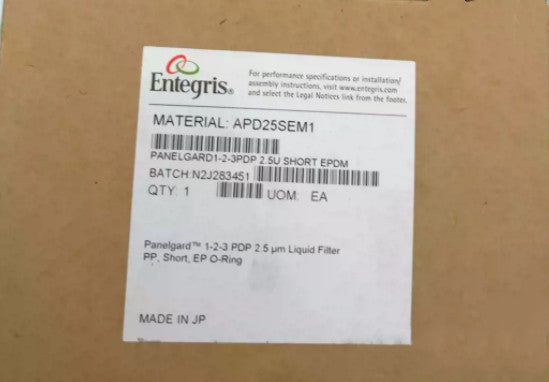 Entegris®
For performance specifications or installation/
assembly instructions, visit www.entegris.com
and select the Legal Notices link from the footer.
MATERIAL: APD25SEM1
PANELGARD1-2-3PDP 2.5U SHORT EPDM
BATCH:N2J283451
QTY: 1 UOM: EA
Panelgard™ 1-2-3 PDP 2.5 µm Liquid Filter
PP, Short, EP O-Ring
MADE IN JP